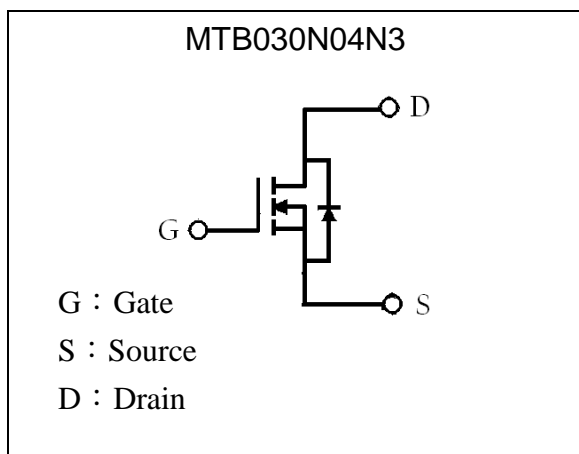 MTB030N04N3
D
G
S
G：Gate
S：Source
D：Drain